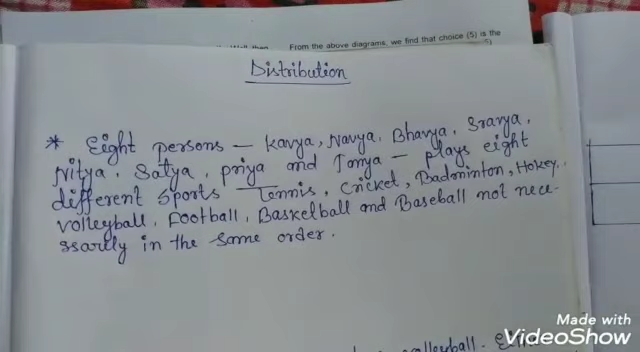 From the above diagrams, we find that choice (5) is the
Distribution
* Eight persons - Kavya, Navya, Bhavya, Sravya,
Nitya, Satya, Priya and Tanya - plays eight
different sports - Tennis, Cricket, Badminton, Hokey,
volleyball, Football, Basketball and Baseball not nece-
ssarily in the same order.
volleyball.
Made with
VideoShow